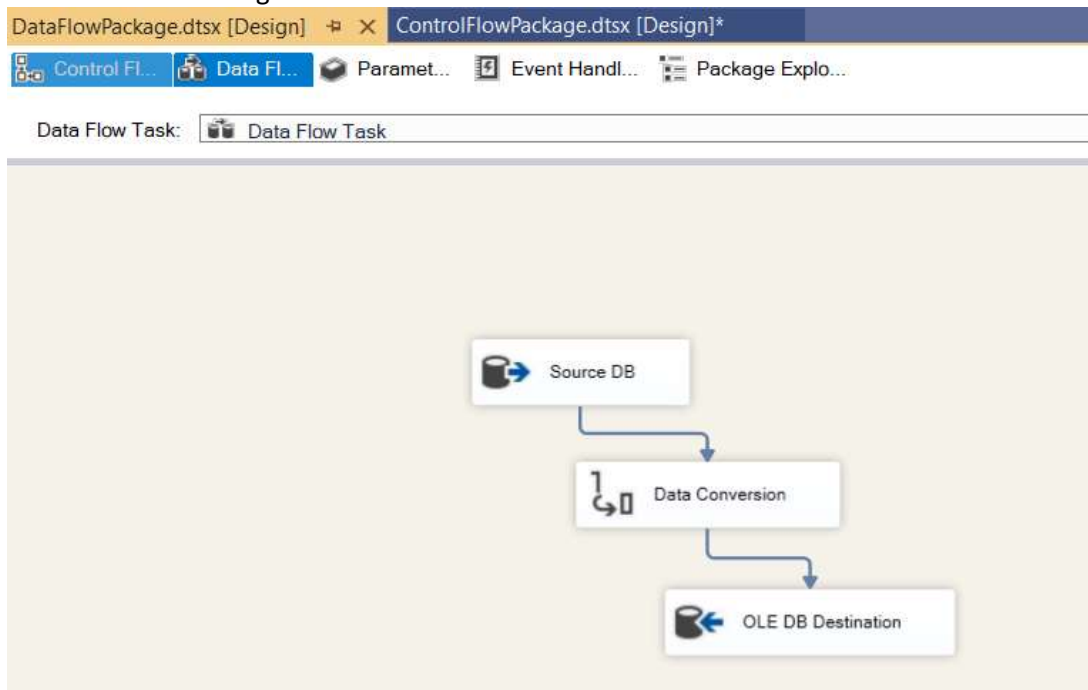 DataFlowPackage.dtsx [Design] ControlFlowPackage.dtsx [Design]*
Control Fl... Data Fl... Paramet... Event Handl... Package Explo...
Data Flow Task: Data Flow Task
Source DB
Data Conversion
OLE DB Destination